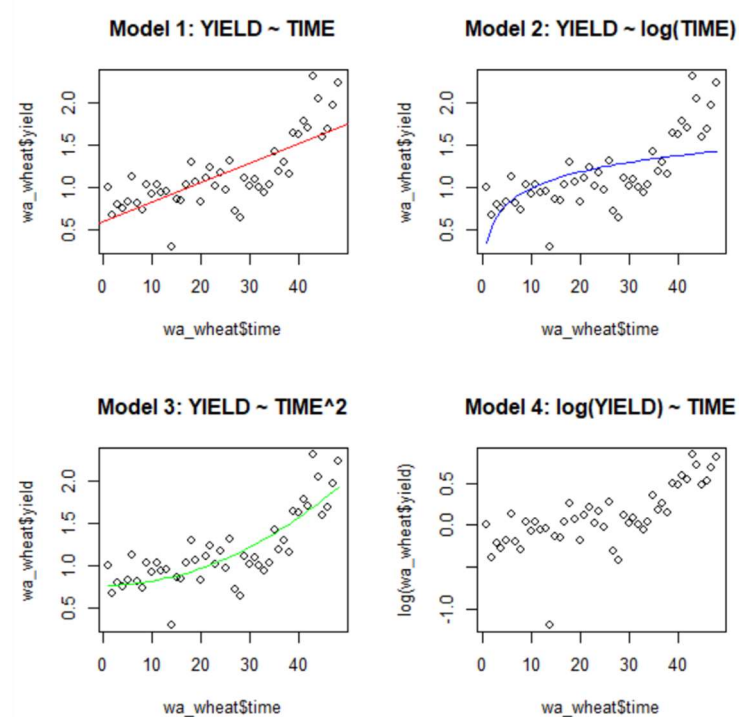 Model 1: YIELD ~ TIME
wa_wheat$yield
0.5 1.0 1.5 2.0
0 10 20 30 40
wa_wheat$time
Model 2: YIELD ~ log(TIME)
wa_wheat$yield
0.5 1.0 1.5 2.0
0 10 20 30 40
wa_wheat$time
Model 3: YIELD ~ TIME^2
wa_wheat$yield
0.5 1.0 1.5 2.0
0 10 20 30 40
wa_wheat$time
Model 4: log(YIELD) ~ TIME
log(wa_wheat$yield)
-1.0 0.0 0.5
0 10 20 30 40
wa_wheat$time